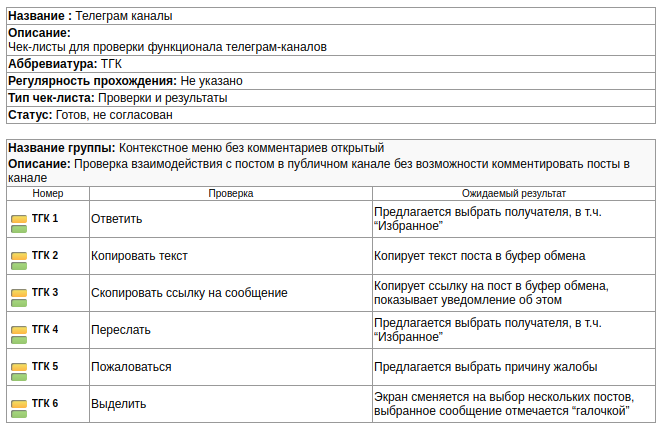 Название : Телеграм каналы
Описание:
Чек-листы для проверки функционала телеграм-каналов
Аббревиатура: ТГК
Регулярность прохождения: Не указано
Тип чек-листа: Проверки и результаты
Статус: Готов, не согласован
Название группы: Контекстное меню без комментариев открытый
Описание: Проверка взаимодействия с постом в публичном канале без возможности комментировать посты в
канале
Номер Проверка Ожидаемый результат
ТГК 1 Ответить Предлагается выбрать получателя, в т.ч.
“Избранное”
ТГК 2 Копировать текст Копирует текст поста в буфер обмена
ТГК 3 Скопировать ссылку на сообщение Копирует ссылку на пост в буфер обмена,
показывает уведомление об этом
ТГК 4 Переслать Предлагается выбрать получателя, в т.ч.
“Избранное”
ТГК 5 Пожаловаться Предлагается выбрать причину жалобы
ТГК 6 Выделить Экран сменяется на выбор нескольких постов,
выбранное сообщение отмечается “галочкой”